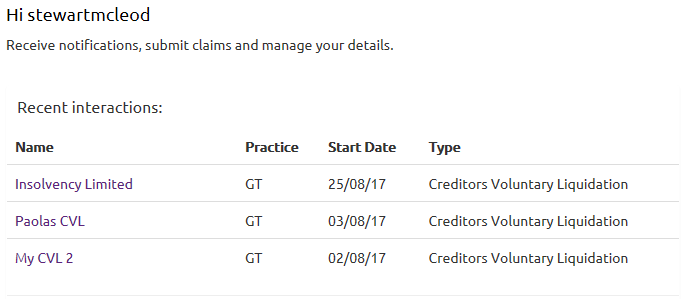 Hi stewartmcleod
Receive notifications, submit claims and manage your details.
Recent interactions:
Name Practice Start Date Type
Insolvency Limited GT 25/08/17 Creditors Voluntary Liquidation
Paolas CVL GT 03/08/17 Creditors Voluntary Liquidation
My CVL 2 GT 02/08/17 Creditors Voluntary Liquidation